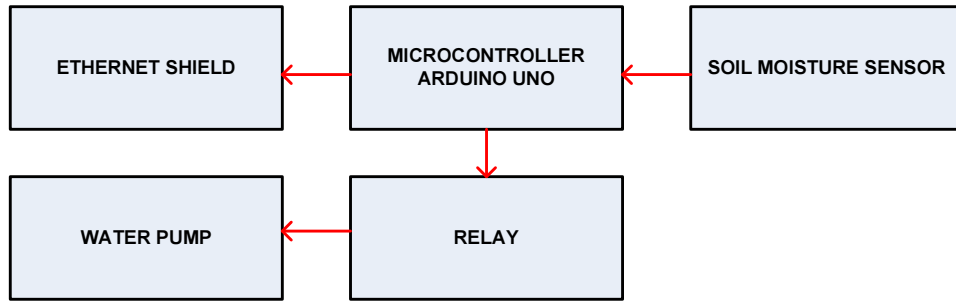 ETHERNET SHIELD
MICROCONTROLLER
ARDUINO UNO
SOIL MOISTURE SENSOR
WATER PUMP
RELAY